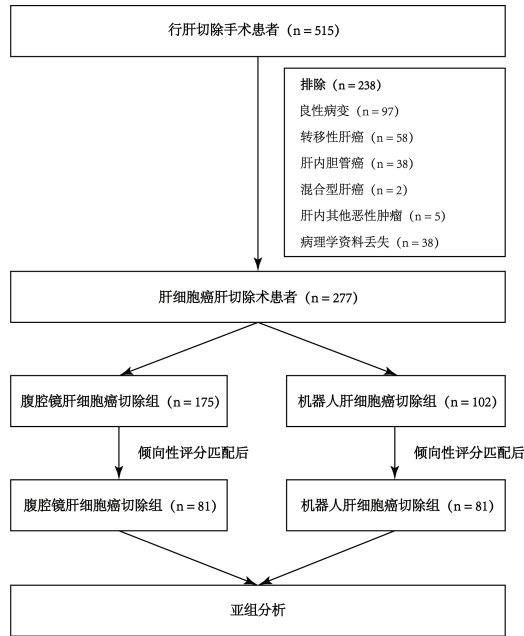 行肝切除手术患者（n = 515）
排除（n = 238）
良性病变（n = 97）
转移性肝癌（n = 58）
肝内胆管癌（n = 38）
混合型肝癌（n = 2）
肝内其他恶性肿瘤（n = 5）
病理学资料丢失（n = 38）
肝细胞癌肝切除术患者（n = 277）
腹腔镜肝细胞癌切除组（n = 175）
机器人肝细胞癌切除组（n = 102）
倾向性评分匹配后
倾向性评分匹配后
腹腔镜肝细胞癌切除组（n = 81）
机器人肝细胞癌切除组（n = 81）
亚组分析